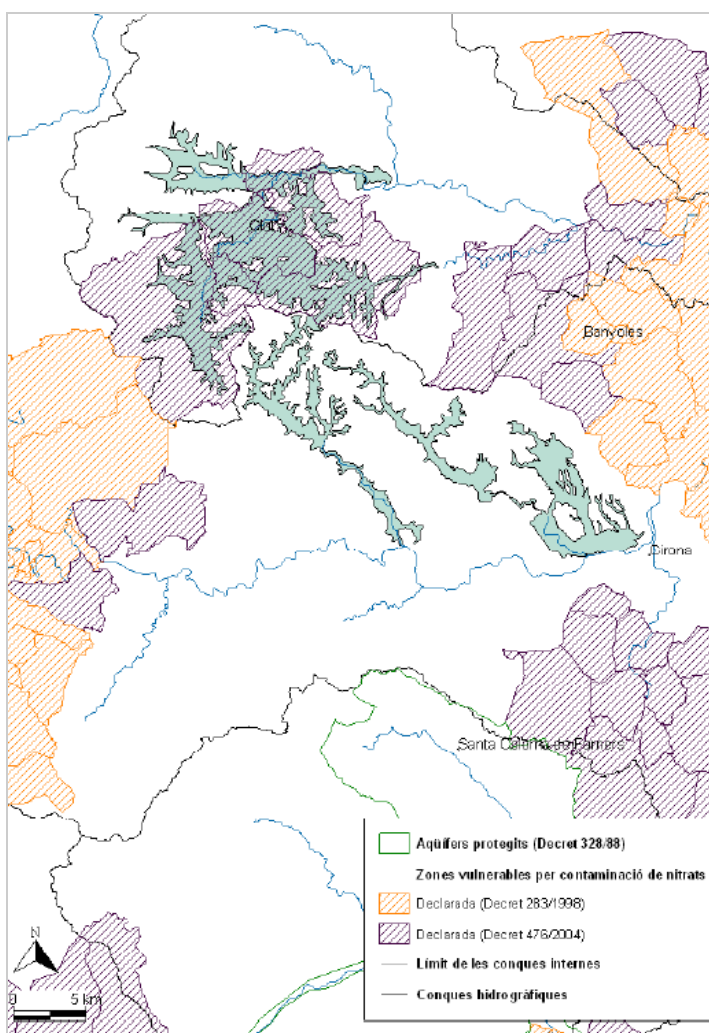 Olot
Banyoles
Girona
Santa Coloma de Farners
Aqüífers protegits (Decret 328/88)
Zones vulnerables per contaminació de nitrats
Declarada (Decret 283/1998)
Declarada (Decret 476/2004)
Límit de les conques internes
Conques hidrogràfiques
N
0 5 km